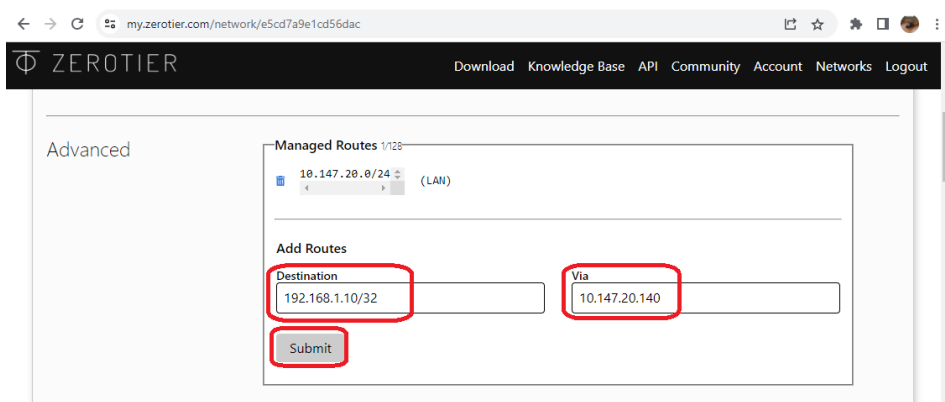 my.zerotier.com/network/e5cd7a9e1cd56dac
ZEROTIER
Download Knowledge Base API Community Account Networks Logout
Advanced
Managed Routes 1/128
10.147.20.0/24 (LAN)
Add Routes
Destination Via
192.168.1.10/32 10.147.20.140
Submit